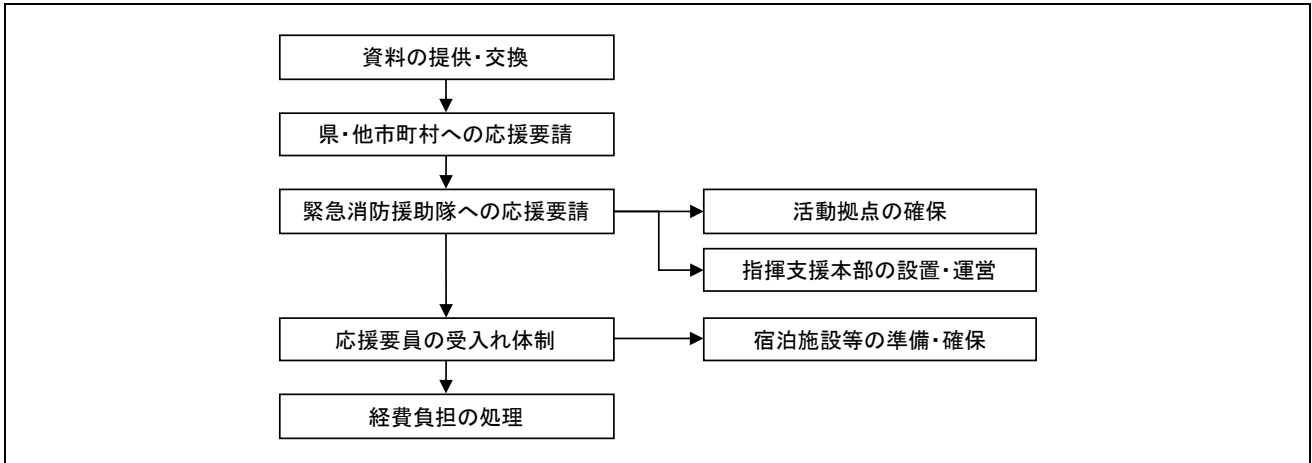 資料の提供・交換
県・他市町村への応援要請
緊急消防援助隊への応援要請
活動拠点の確保
指揮支援本部の設置・運営
応援要員の受入れ体制
宿泊施設等の準備・確保
経費負担の処理